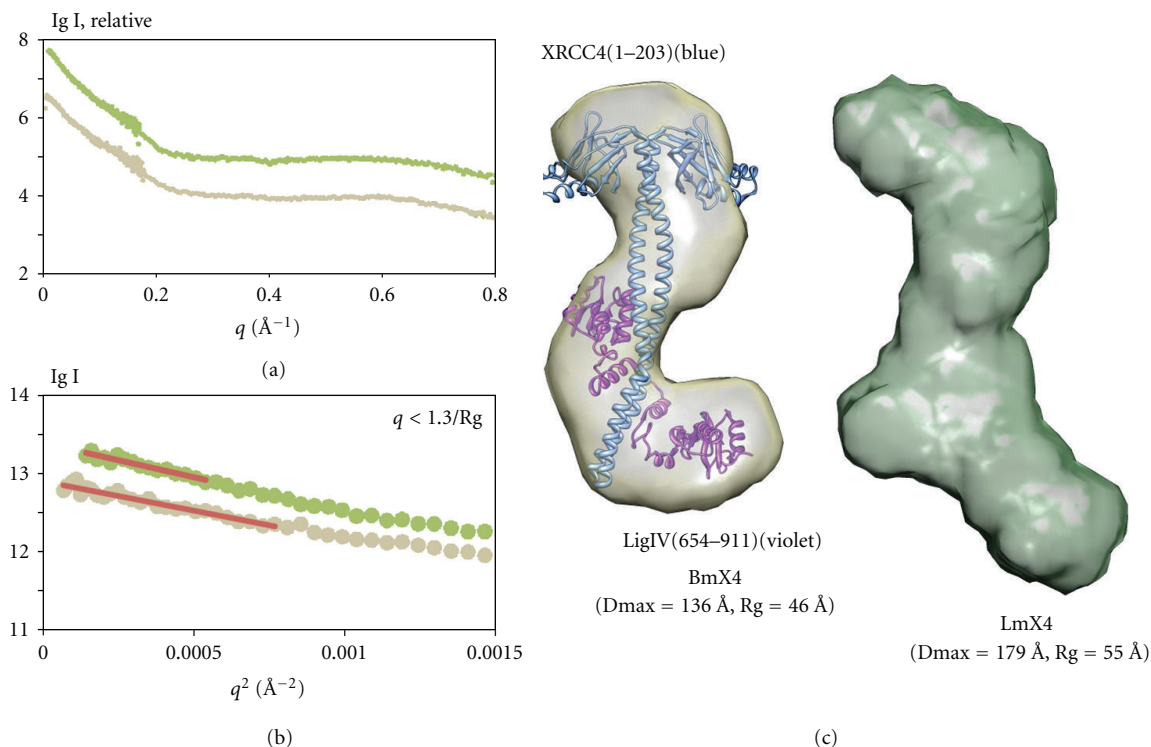 Ig I, relative
8
6
4
2
0
0.2
0.4
0.6
0.8
q (Å−1)
(a)
Ig I
14
13
12
11
q < 1.3/Rg
0
0.0005
0.001
0.0015
q2 (Å−2)
(b)
XRCC4(1–203)(blue)
LigIV(654–911)(violet)
BmX4
(Dmax = 136 Å, Rg = 46 Å)
LmX4
(Dmax = 179 Å, Rg = 55 Å)
(c)